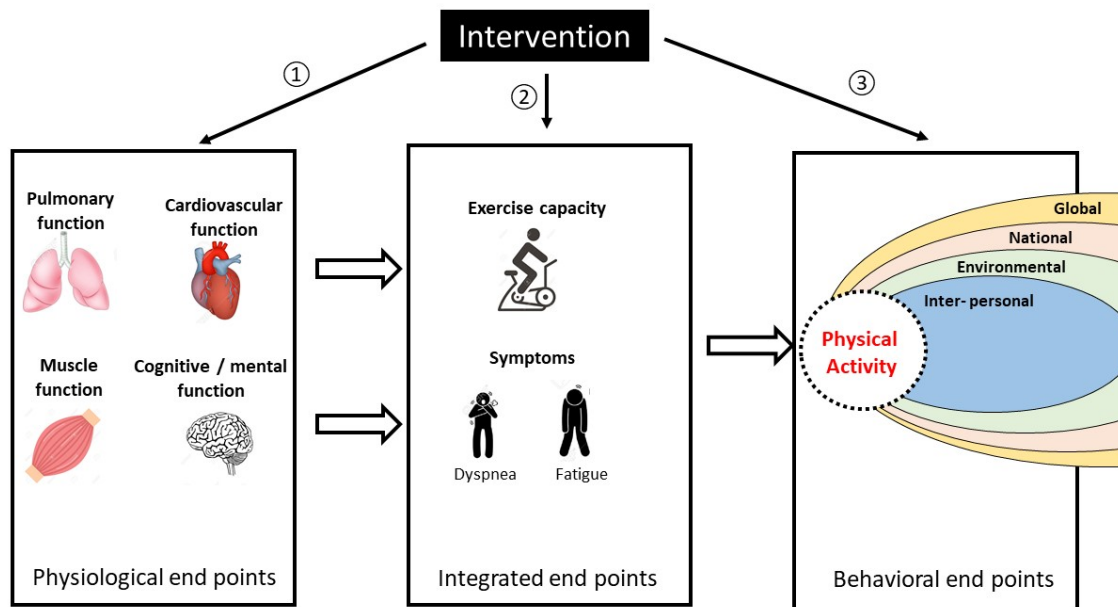 Intervention
①
②
③
Pulmonary
function
Cardiovascular
function
Muscle
function
Cognitive / mental
function
Physiological end points
Exercise capacity
Symptoms
Dyspnea
Fatigue
Integrated end points
Global
National
Environmental
Inter- personal
Physical
Activity
Behavioral end points